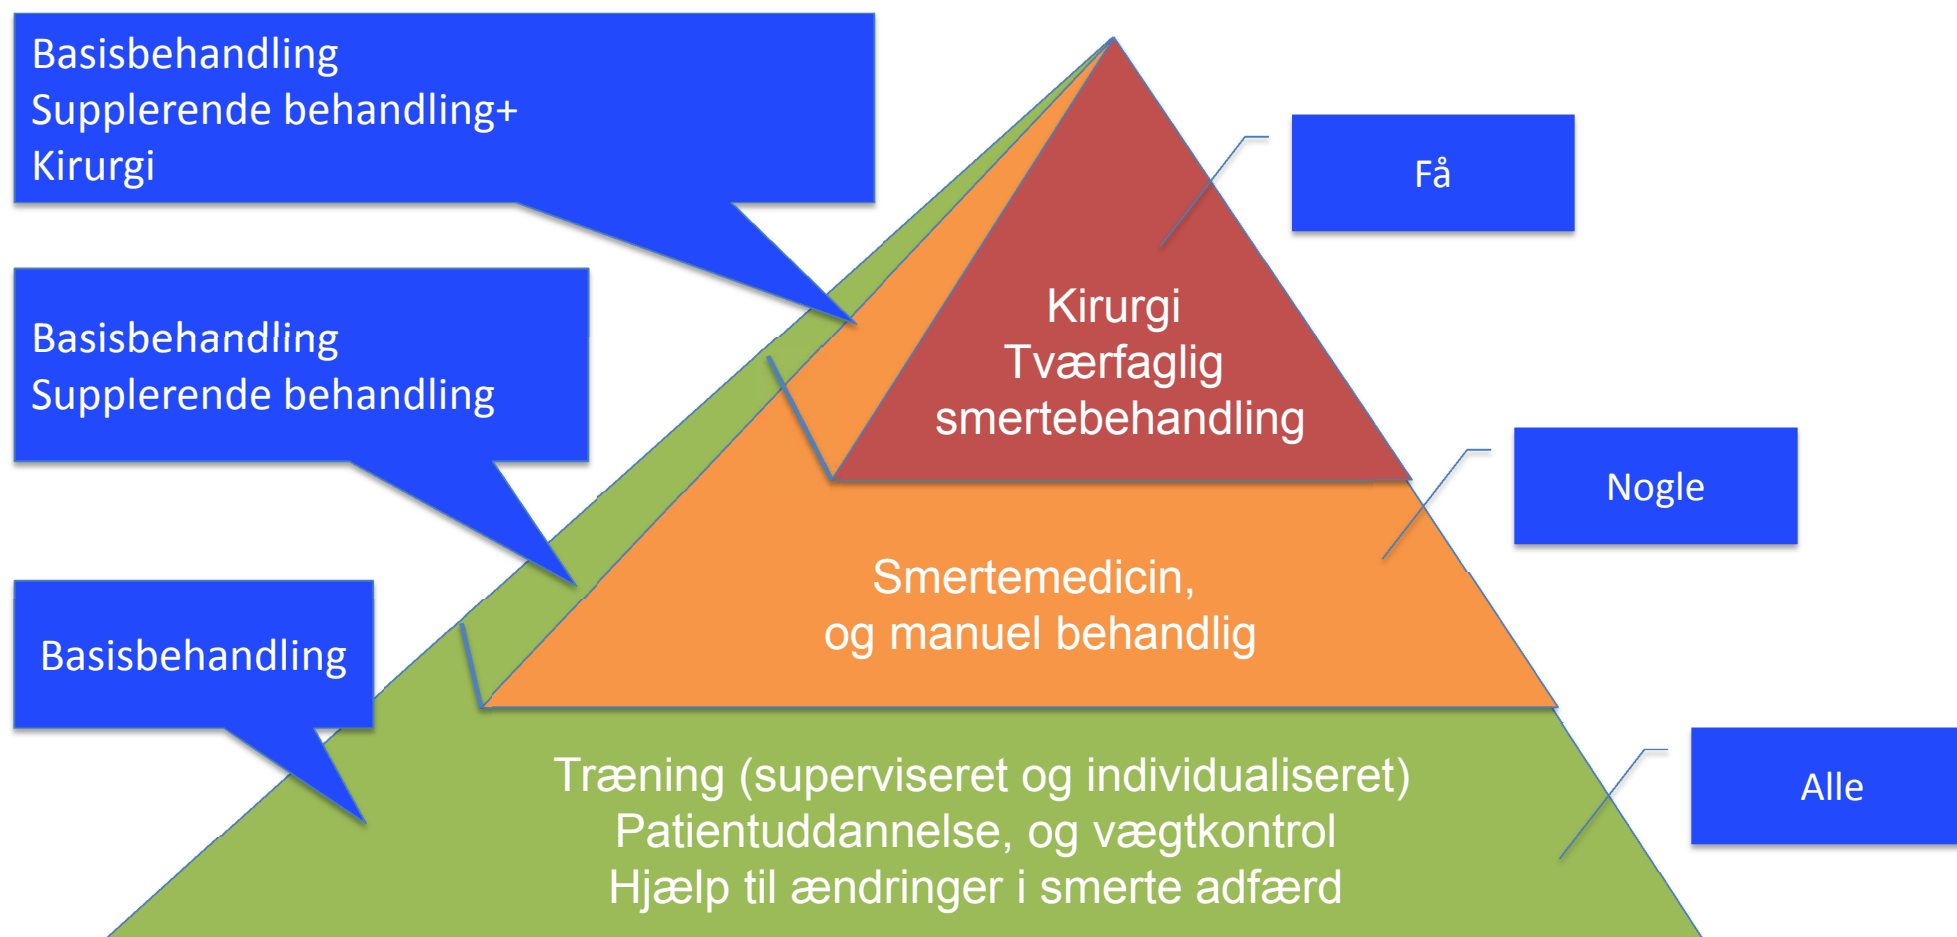 Basisbehandling
Supplerende behandling+
Kirurgi
Få
Kirurgi
Tværfaglig
smertebehandling
Basisbehandling
Supplerende behandling
Nogle
Smertemedicin,
og manuel behandlig
Basisbehandling
Træning (superviseret og individualiseret)
Patientuddannelse, og vægtkontrol
Hjælp til ændringer i smerte adfærd
Alle